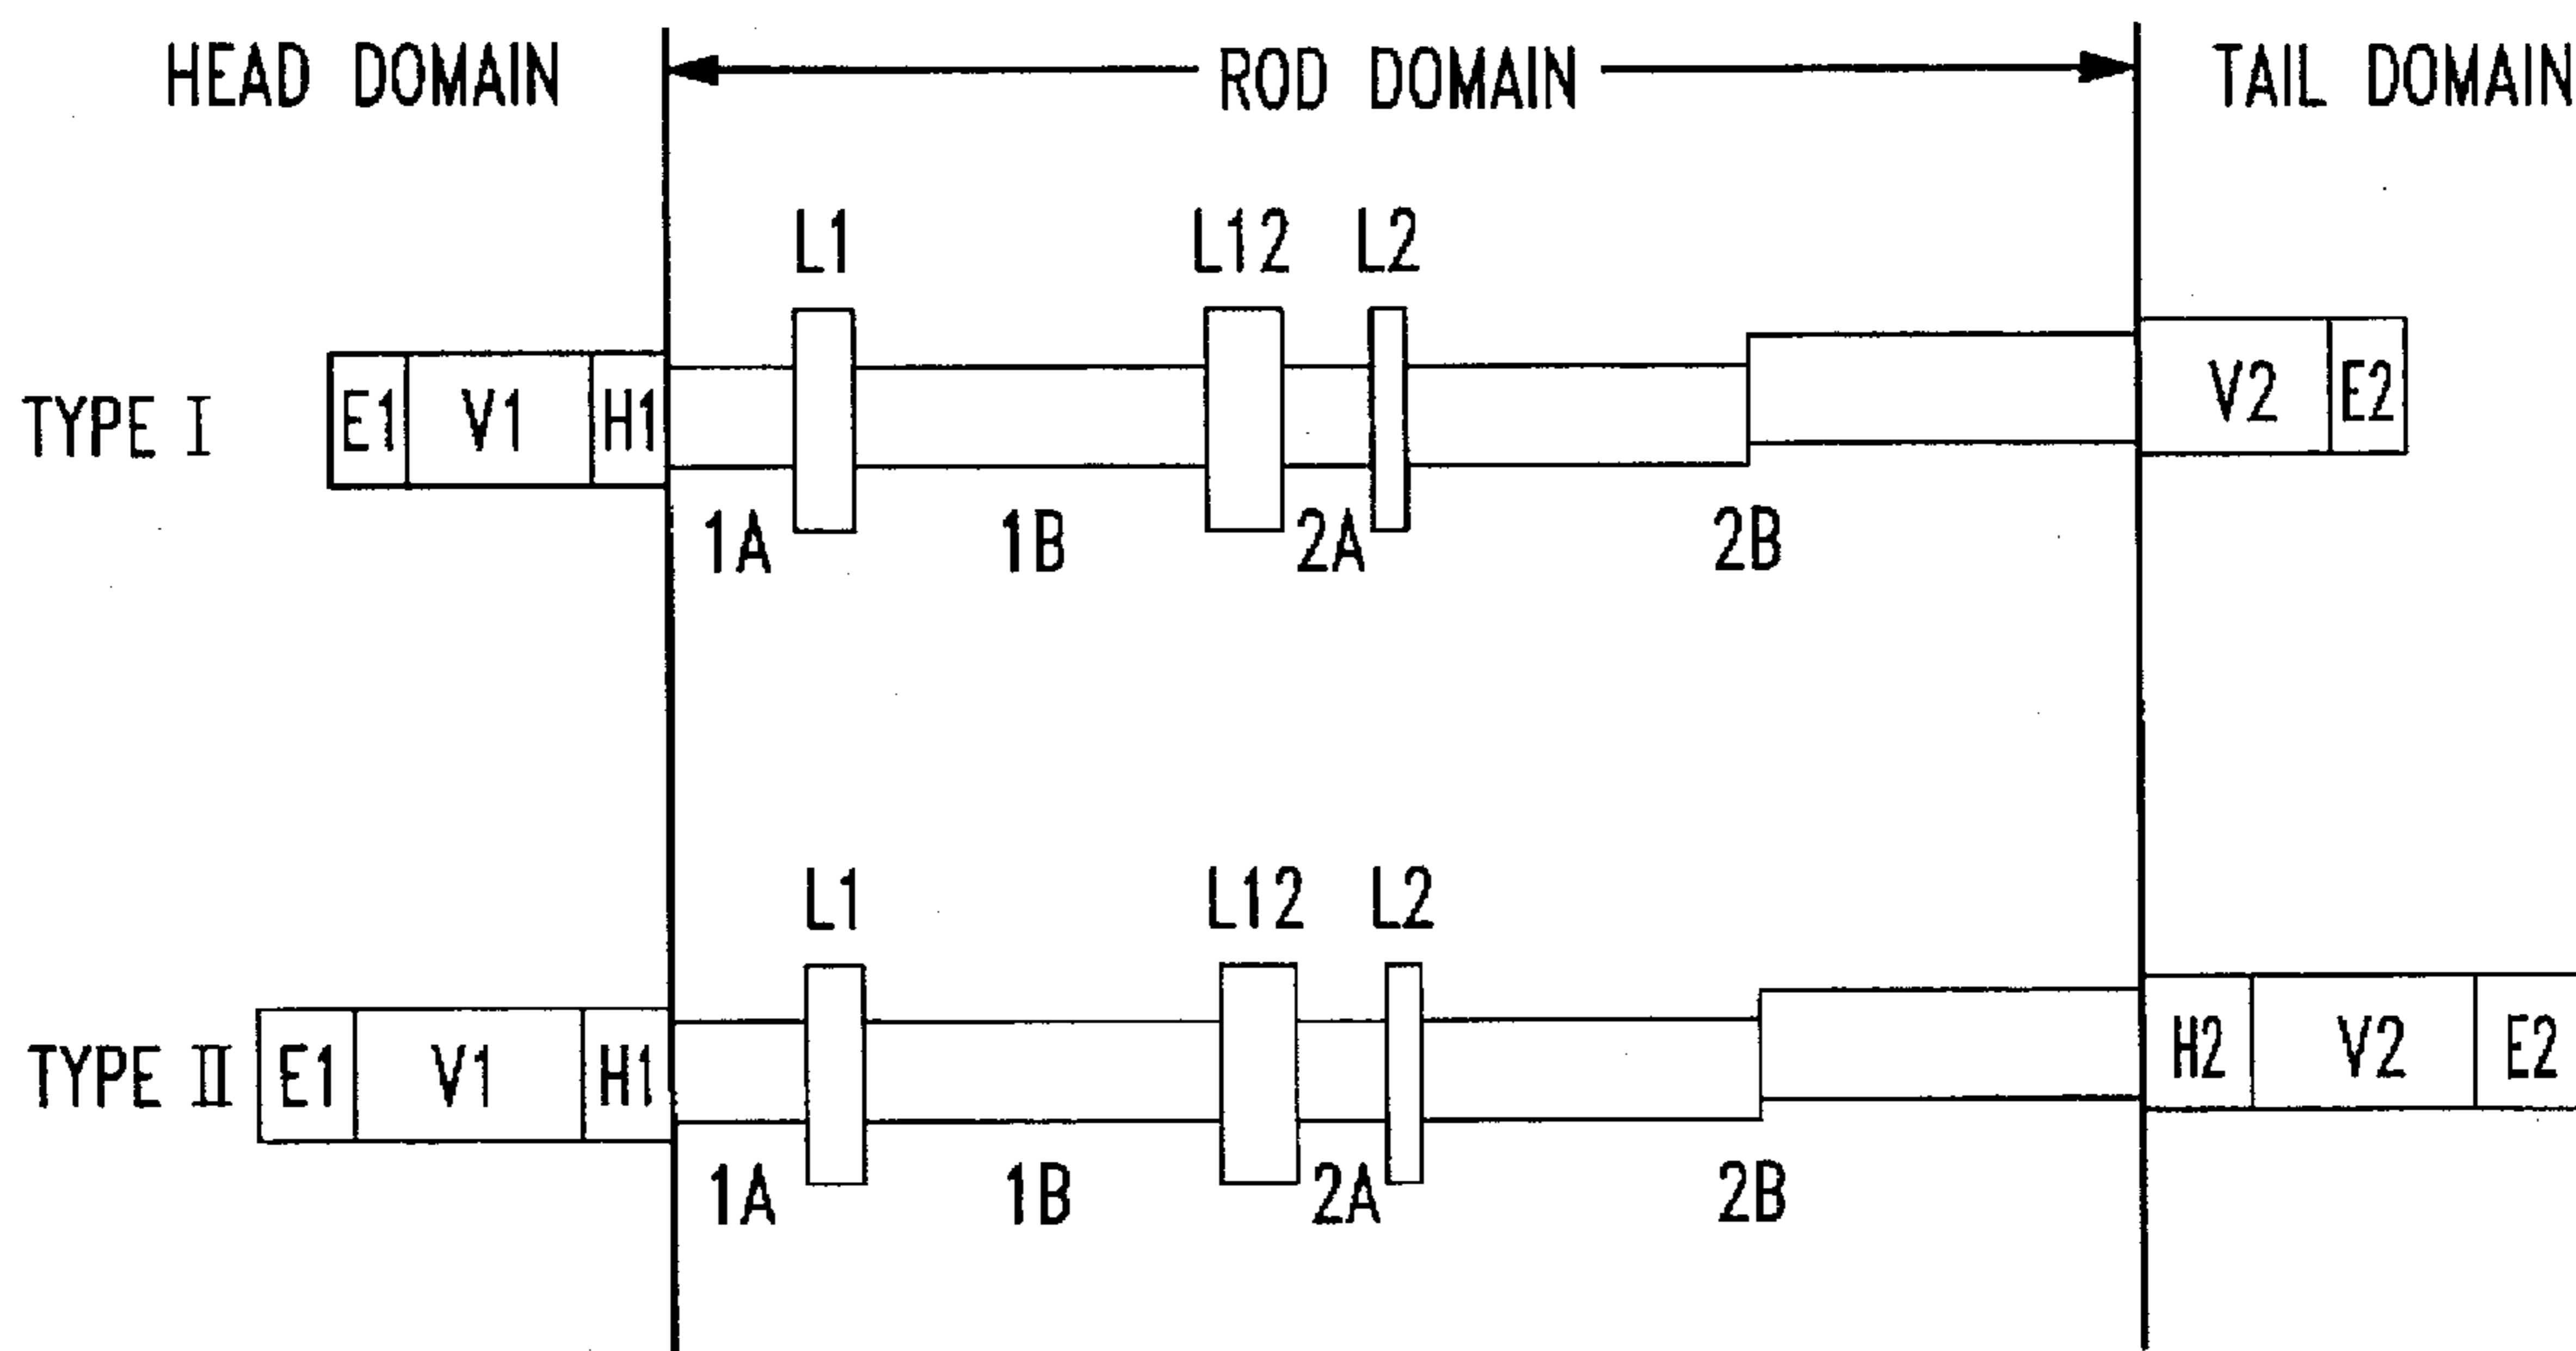 HEAD DOMAIN ROD DOMAIN TAIL DOMAIN
L1 L12 L2
TYPE I E1 V1 H1 V2 E2
1A 1B 2A 2B
L1 L12 L2
TYPE II E1 V1 H1 H2 V2 E2
1A 1B 2A 2B